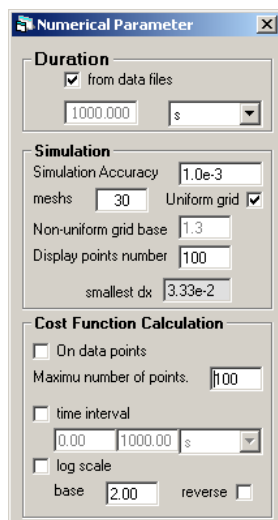 Numerical Parameter
Duration
from data files
1000.000 s
Simulation
Simulation Accuracy 1.0e-3
meshs 30 Uniform grid
Non-uniform grid base 1.3
Display points number 100
smallest dx 3.33e-2
Cost Function Calculation
On data points
Maximu number of points. 100
time interval
0.00 1000.00 s
log scale
base 2.00 reverse